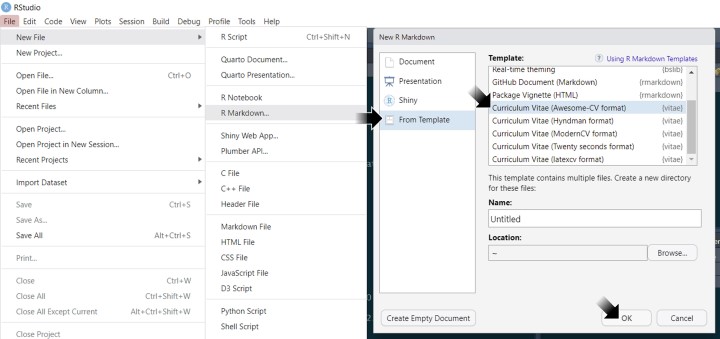 RStudio
File Edit Code View Plots Session Build Debug Profile Tools Help
New File
New Project...
Open File... Ctrl+O
Open File in New Column...
Recent Files
Open Project...
Open Project in New Session...
Recent Projects
Import Dataset
Save Ctrl+S
Save As...
Save All Alt+Ctrl+S
Print...
Close Ctrl+W
Close All Ctrl+Shift+W
Close All Except Current Alt+Ctrl+Shift+W
Close Project
R Script Ctrl+Shift+N
Quarto Document...
Quarto Presentation...
R Notebook
R Markdown...
Shiny Web App...
Plumber API...
C File
C++ File
Header File
Markdown File
HTML File
CSS File
JavaScript File
D3 Script
Python Script
Shell Script
New R Markdown
Document
Presentation
Shiny
From Template
Template: Using R Markdown Templates
Real-time theming (bslib)
GitHub Document (Markdown) (rmarkdown)
Package Vignette (HTML) (rmarkdown)
Curriculum Vitae (Awesome-CV format) (vitae)
Curriculum Vitae (Hyndman format) (vitae)
Curriculum Vitae (ModernCV format) (vitae)
Curriculum Vitae (Twenty seconds format) (vitae)
Curriculum Vitae (latexcv format) (vitae)
This template contains multiple files. Create a new directory
for these files:
Name:
Untitled
Location:
~ Browse...
Create Empty Document OK Cancel